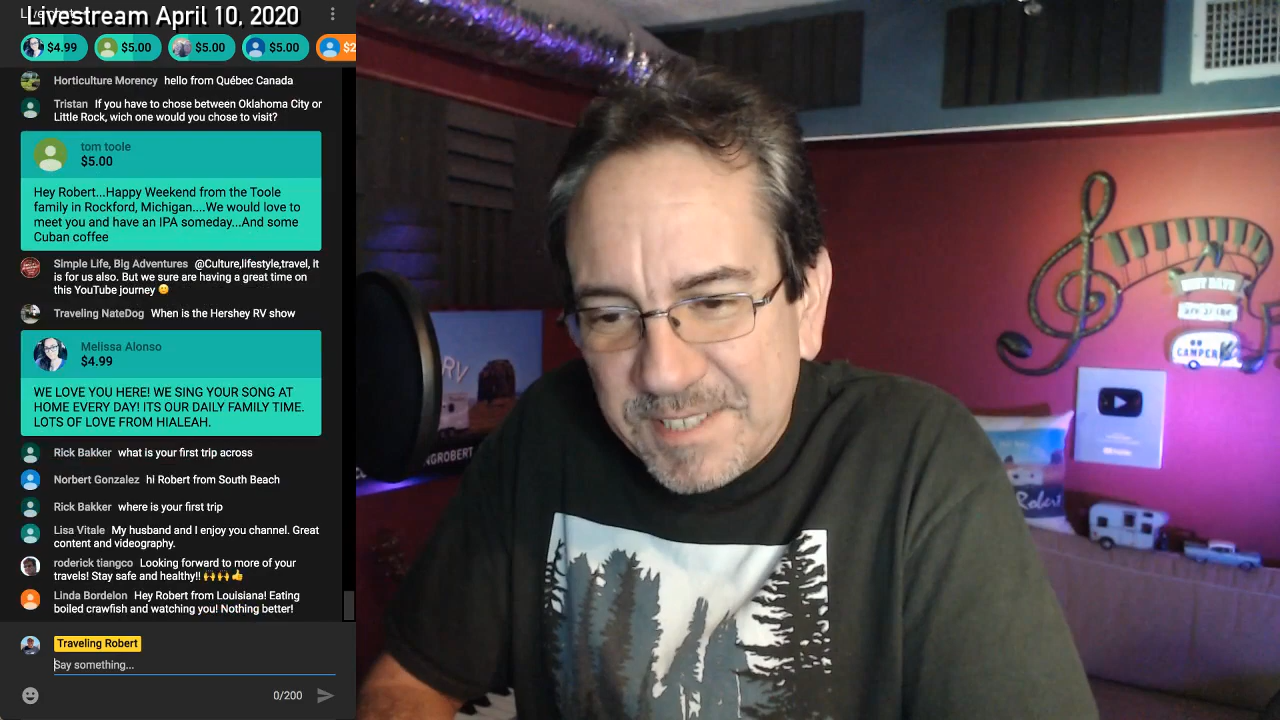 Livestream April 10, 2020
$4.99 $5.00 $5.00 $5.00
Horticulture Morency hello from Québec Canada
Tristan If you have to chose between Oklahoma City or
Little Rock, wich one would you chose to visit?
tom toole
$5.00
Hey Robert...Happy Weekend from the Toole
family in Rockford, Michigan....We would love to
meet you and have an IPA someday...And some
Cuban coffee
Simple Life, Big Adventures @Culture,lifestyle,travel, it
is for us also. But we sure are having a great time on
this YouTube journey 🙂
Traveling NateDog When is the Hershey RV show
Melissa Alonso
$4.99
WE LOVE YOU HERE! WE SING YOUR SONG AT
HOME EVERY DAY! ITS OUR DAILY FAMILY TIME.
LOTS OF LOVE FROM HIALEAH.
Rick Bakker what is your first trip across
Norbert Gonzalez hI Robert from South Beach
Rick Bakker where is your first trip
Lisa Vitale My husband and I enjoy you channel. Great
content and videography.
roderick tiangco Looking forward to more of your
travels! Stay safe and healthy!! 🙌🙌👍
Linda Bordelon Hey Robert from Louisiana! Eating
boiled crawfish and watching you! Nothing better!
Traveling Robert
Say something...
0/200
RV
NGROBERT
CAMPER
Robert